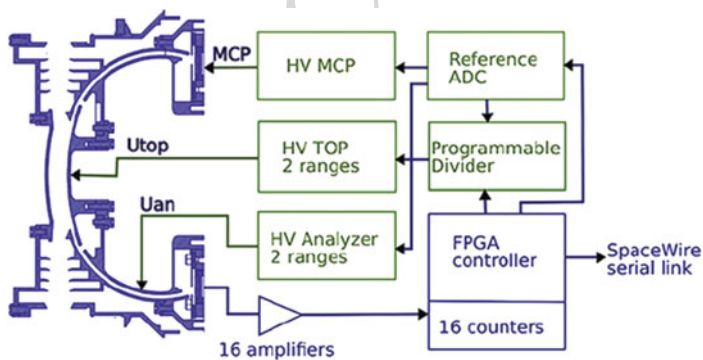 MCP
HV MCP
Reference
ADC
Utop
HV TOP
2 ranges
Programmable
Divider
Uan
HV Analyzer
2 ranges
FPGA
controller
SpaceWire
serial link
16 counters
16 amplifiers